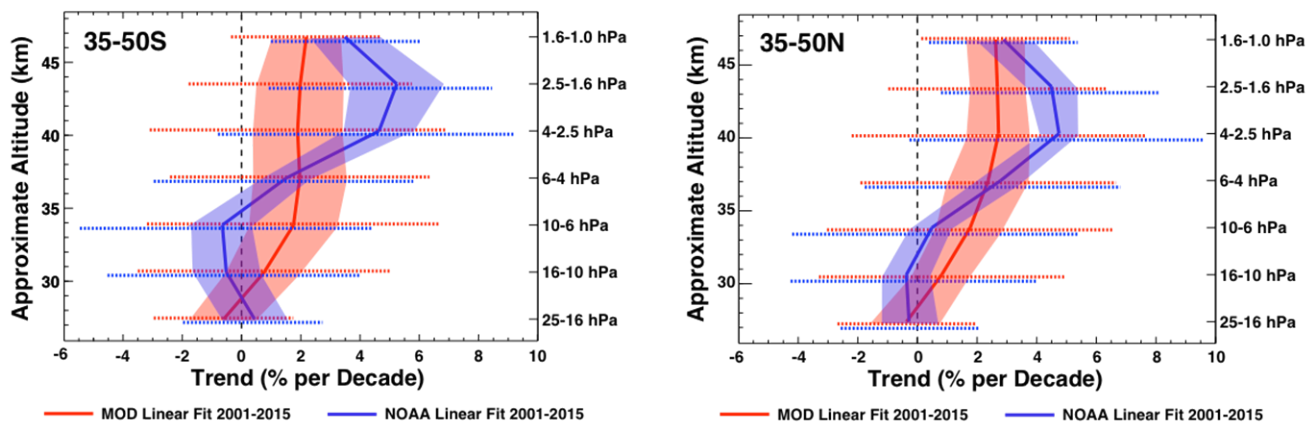 35-50S
Approximate Altitude (km)
45
40
35
30
1.6-1.0 hPa
2.5-1.6 hPa
4-2.5 hPa
6-4 hPa
10-6 hPa
16-10 hPa
25-16 hPa
-6 -4 -2 0 2 4 6 8 10
Trend (% per Decade)
MOD Linear Fit 2001-2015 NOAA Linear Fit 2001-2015
35-50N
Approximate Altitude (km)
45
40
35
30
1.6-1.0 hPa
2.5-1.6 hPa
4-2.5 hPa
6-4 hPa
10-6 hPa
16-10 hPa
25-16 hPa
-6 -4 -2 0 2 4 6 8 10
Trend (% per Decade)
MOD Linear Fit 2001-2015 NOAA Linear Fit 2001-2015